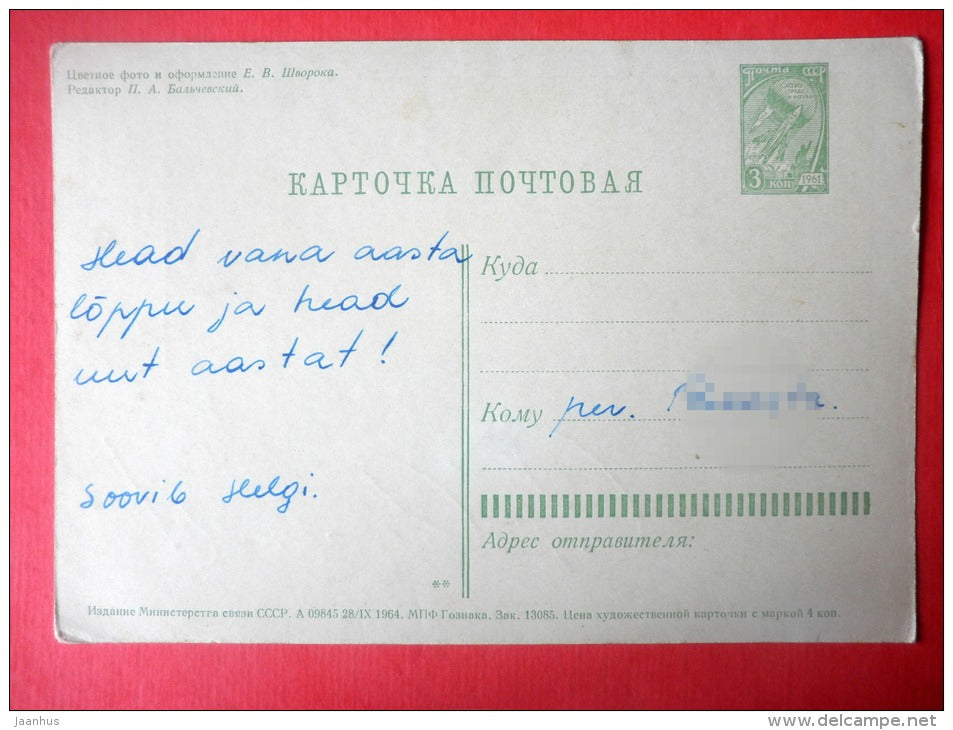 Цветное фото и оформление Е. В. Шворока.
Редактор П. А. Бальчевский.
Почта СССР
3 коп 1961
КАРТОЧКА ПОЧТОВАЯ
Head vana aasta
lõppu ja head
uut aastat!
Soovib Helgi.
Куда
Кому per.
Адрес отправителя:
**
Издание Министерства связи СССР. А 09845 28/IX 1964. МПФ Гознака. Зак. 13085. Цена художественной карточки с маркой 4 коп.
Jaanhus
www.delcampe.net